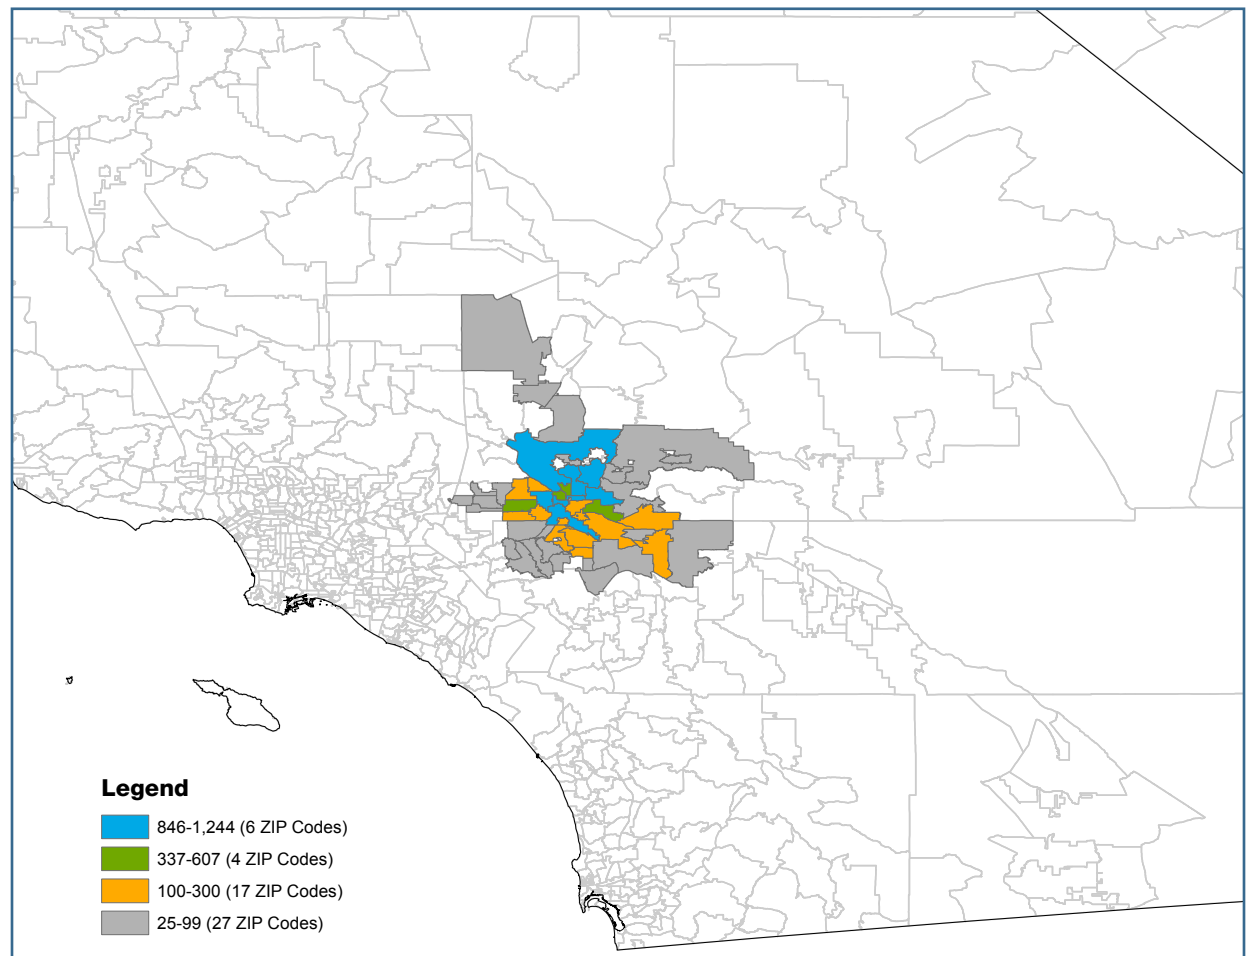 Legend
846-1,244 (6 ZIP Codes)
337-607 (4 ZIP Codes)
100-300 (17 ZIP Codes)
25-99 (27 ZIP Codes)